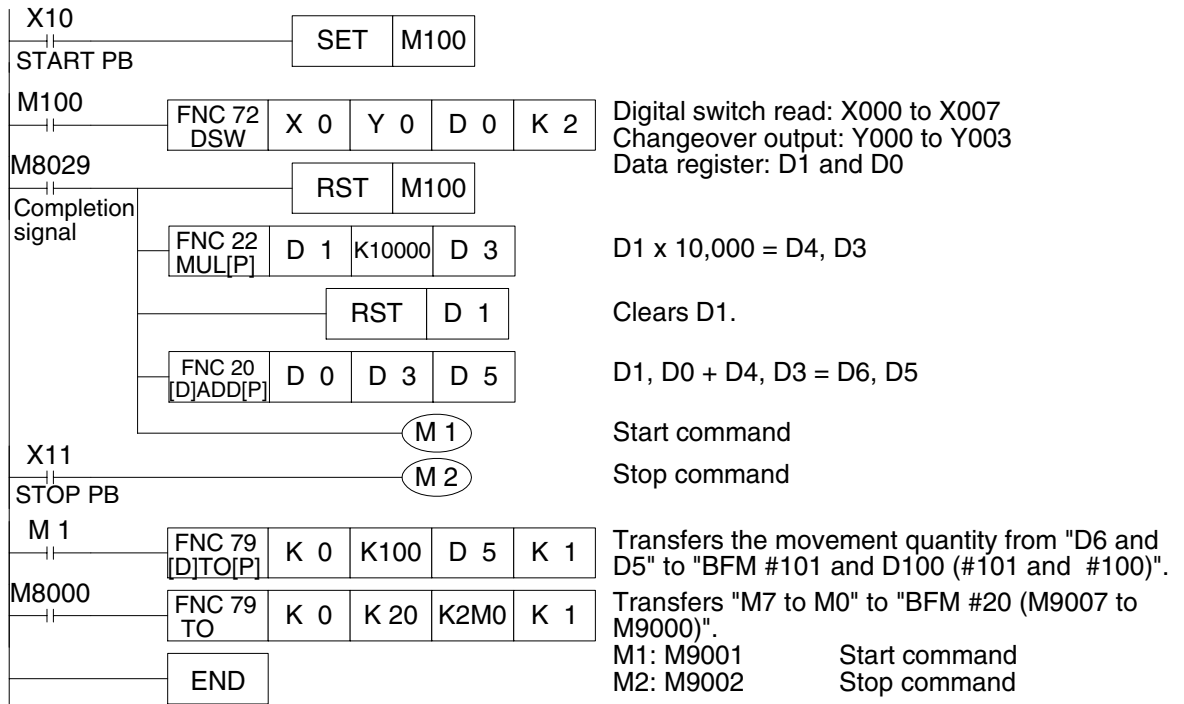 X10
START PB
SET M100
M100
FNC 72 DSW X 0 Y 0 D 0 K 2
Digital switch read: X000 to X007
Changeover output: Y000 to Y003
Data register: D1 and D0
M8029
Completion signal
RST M100
FNC 22 MUL[P] D 1 K10000 D 3
D1 x 10,000 = D4, D3
RST D 1
Clears D1.
FNC 20 [D]ADD[P] D 0 D 3 D 5
D1, D0 + D4, D3 = D6, D5
M 1
Start command
X11
STOP PB
M 2
Stop command
M 1
FNC 79 [D]TO[P] K 0 K100 D 5 K 1
Transfers the movement quantity from "D6 and
D5" to "BFM #101 and D100 (#101 and #100)".
M8000
FNC 79 TO K 0 K 20 K2M0 K 1
Transfers "M7 to M0" to "BFM #20 (M9007 to
M9000)".
M1: M9001 Start command
M2: M9002 Stop command
END